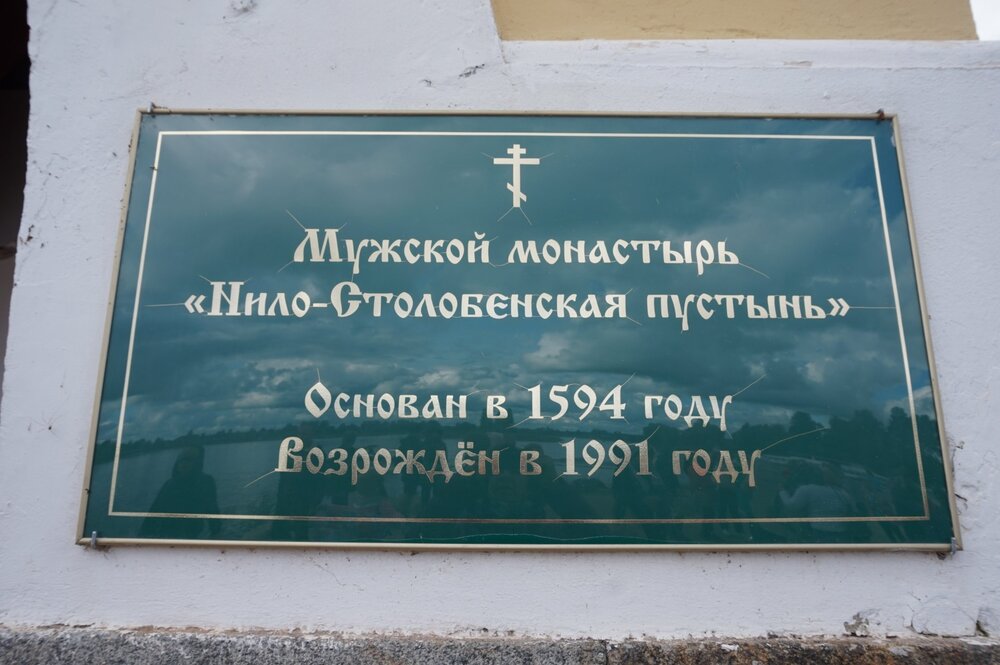 Мужской монастырь
«Нило-Столобенская пустынь»
Основан в 1594 году
Возрождён в 1991 году